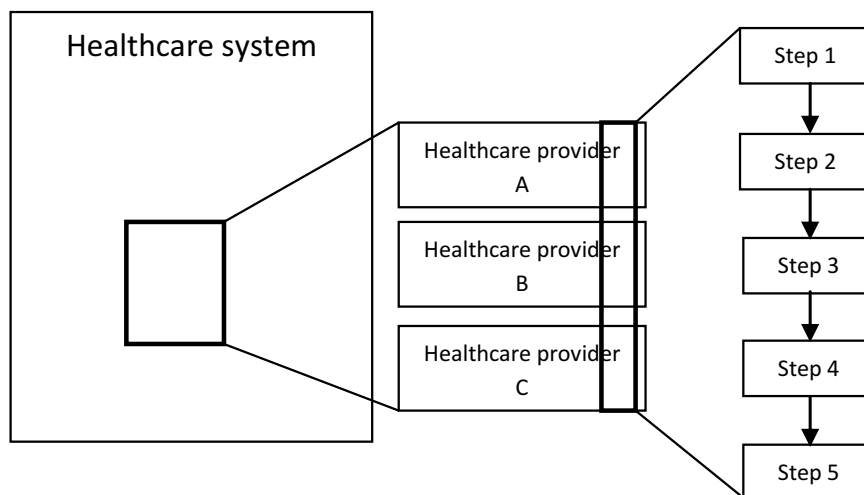 Healthcare system
Healthcare provider
A
Healthcare provider
B
Healthcare provider
C
Step 1
Step 2
Step 3
Step 4
Step 5